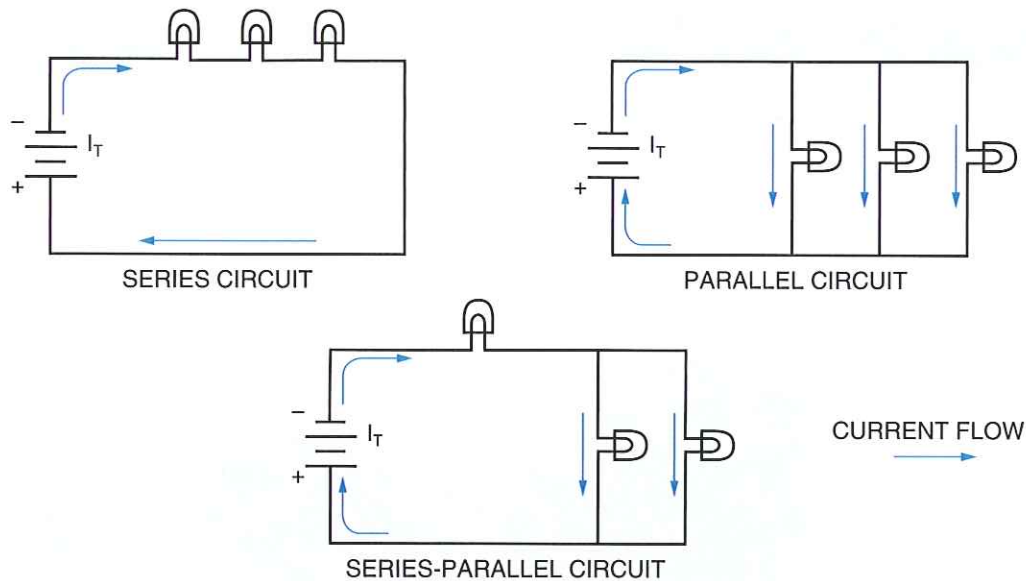 −
I_T
+
SERIES CIRCUIT
−
I_T
+
PARALLEL CIRCUIT
−
I_T
+
SERIES-PARALLEL CIRCUIT
CURRENT FLOW